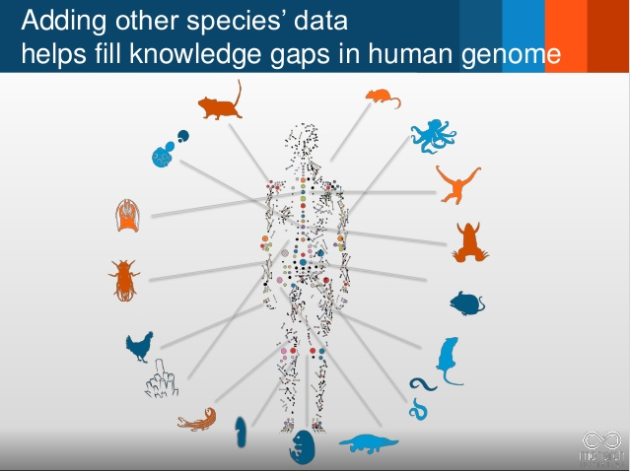 Adding other species’ data
helps fill knowledge gaps in human genome